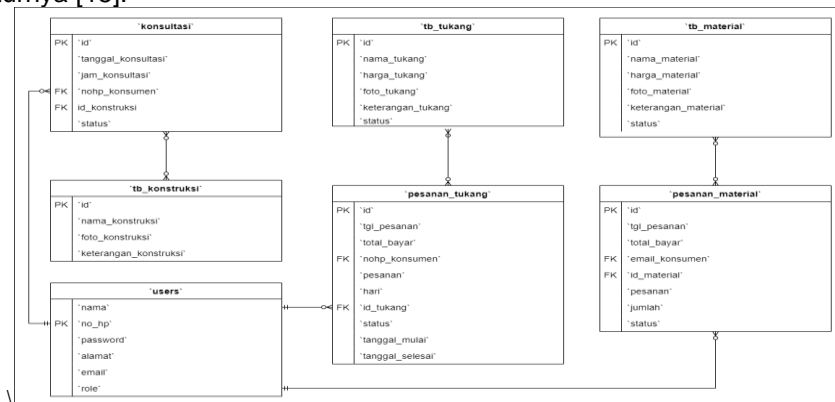 `konsultasi`
PK `id`
`tanggal_konsultasi`
`jam_konsultasi`
FK `nohp_konsumen`
FK id_konstruksi
`status`
`tb_tukang`
PK `id`
`nama_tukang`
`harga_tukang`
`foto_tukang`
`keterangan_tukang`
`status`
`tb_material`
PK `id`
`nama_material`
`harga_material`
`foto_material`
`keterangan_material`
`status`
`tb_konstruksi`
PK `id`
`nama_konstruksi`
`foto_konstruksi`
`keterangan_konstruksi`
`pesanan_tukang`
PK `id`
`tgl_pesanan`
`total_bayar`
FK `nohp_konsumen`
`pesanan`
`hari`
FK `id_tukang`
`status`
`tanggal_mulai`
`tanggal_selesai`
`pesanan_material`
PK `id`
`tgl_pesanan`
`total_bayar`
FK `email_konsumen`
FK `id_material`
`pesanan`
`jumlah`
`status`
`users`
`nama`
PK `no_hp`
`password`
`alamat`
`email`
`role`
\